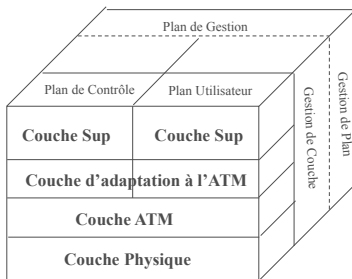 Plan de Gestion
Plan de Contrôle
Plan Utilisateur
Couche Sup
Couche Sup
Couche d'adaptation à l'ATM
Couche ATM
Couche Physique
Gestion de Couche
Gestion de Plan